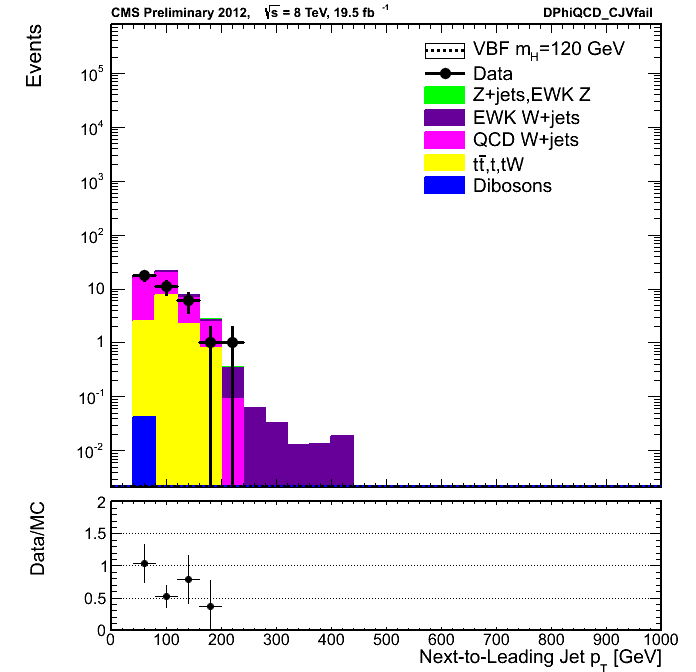 CMS Preliminary 2012, √s = 8 TeV, 19.5 fb⁻¹ DPhiQCD_CJVfail
Events
VBF m_H=120 GeV
Data
Z+jets,EWK Z
EWK W+jets
QCD W+jets
tt̄,t,tW
Dibosons
10⁵
10⁴
10³
10²
10
1
10⁻¹
10⁻²
Data/MC
2
1.5
1
0.5
0
0 100 200 300 400 500 600 700 800 900 1000
Next-to-Leading Jet p_T [GeV]